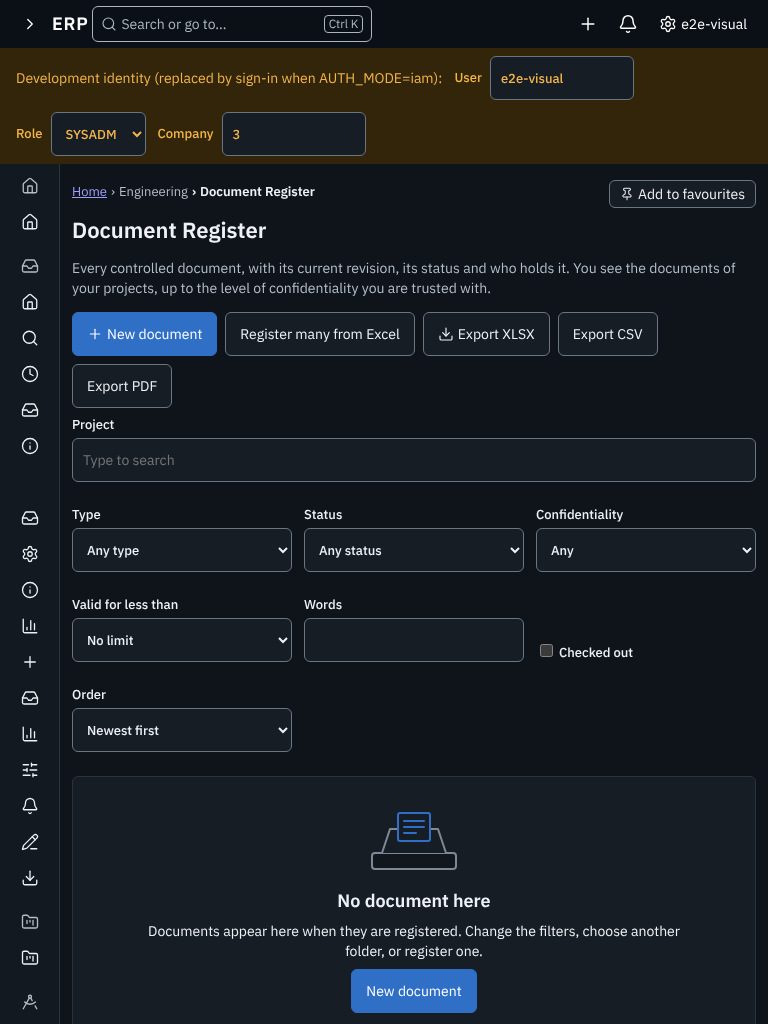 ERP
Search or go to...
Ctrl K
e2e-visual
Development identity (replaced by sign-in when AUTH_MODE=iam):
User
e2e-visual
Role
SYSADM
Company
3
Home › Engineering › Document Register
Add to favourites
Document Register
Every controlled document, with its current revision, its status and who holds it. You see the documents of
your projects, up to the level of confidentiality you are trusted with.
New document
Register many from Excel
Export XLSX
Export CSV
Export PDF
Project
Type to search
Type
Status
Confidentiality
Any type
Any status
Any
Valid for less than
Words
No limit
Checked out
Order
Newest first
No document here
Documents appear here when they are registered. Change the filters, choose another
folder, or register one.
New document